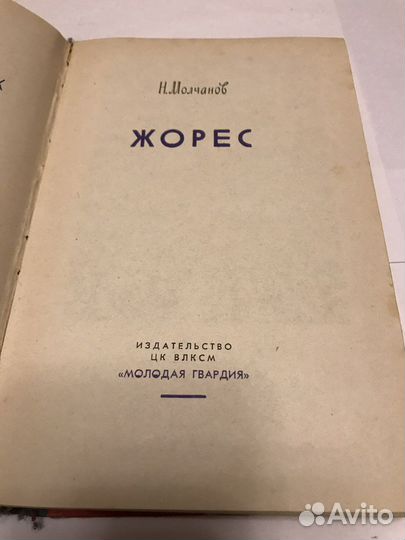 К
Н. Молчанов
ЖОРЕС
ИЗДАТЕЛЬСТВО
ЦК ВЛКСМ
«МОЛОДАЯ ГВАРДИЯ»
Avito